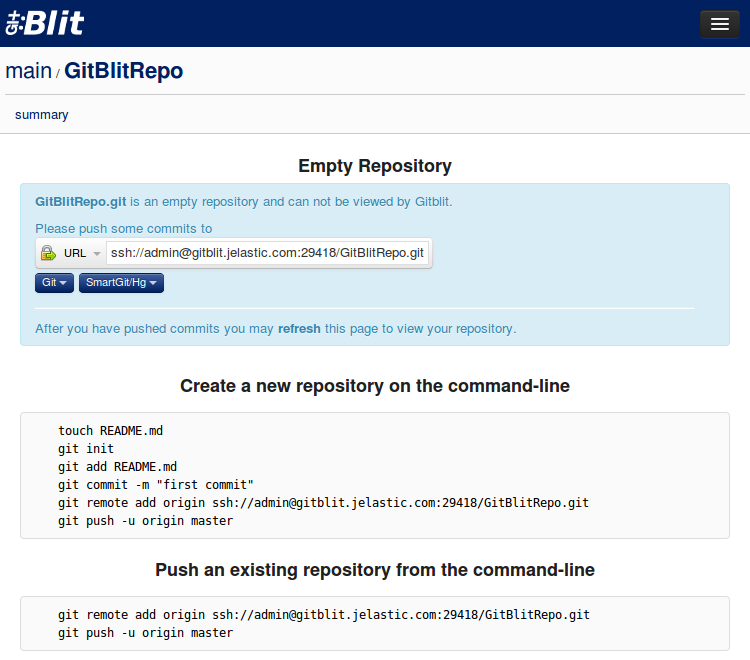 Git:Blit
main / GitBlitRepo
summary
Empty Repository
GitBlitRepo.git is an empty repository and can not be viewed by Gitblit.
Please push some commits to
URL ssh://admin@gitblit.jelastic.com:29418/GitBlitRepo.git
Git SmartGit/Hg
After you have pushed commits you may refresh this page to view your repository.
Create a new repository on the command-line
touch README.md
git init
git add README.md
git commit -m "first commit"
git remote add origin ssh://admin@gitblit.jelastic.com:29418/GitBlitRepo.git
git push -u origin master
Push an existing repository from the command-line
git remote add origin ssh://admin@gitblit.jelastic.com:29418/GitBlitRepo.git
git push -u origin master